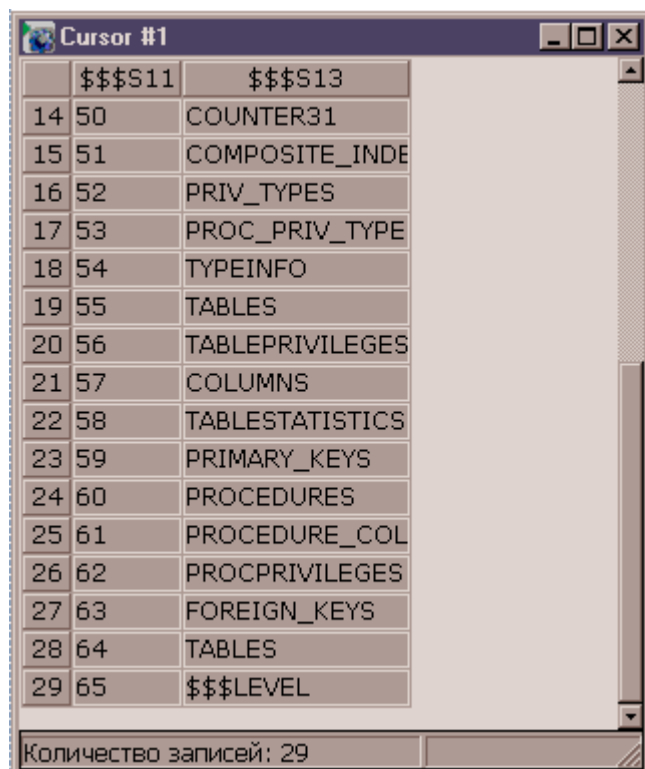 Cursor #1
$$$S11 $$$S13
14 50 COUNTER31
15 51 COMPOSITE_INDE
16 52 PRIV_TYPES
17 53 PROC_PRIV_TYPE
18 54 TYPEINFO
19 55 TABLES
20 56 TABLEPRIVILEGES
21 57 COLUMNS
22 58 TABLESTATISTICS
23 59 PRIMARY_KEYS
24 60 PROCEDURES
25 61 PROCEDURE_COL
26 62 PROCPRIVILEGES
27 63 FOREIGN_KEYS
28 64 TABLES
29 65 $$$LEVEL
Количество записей: 29